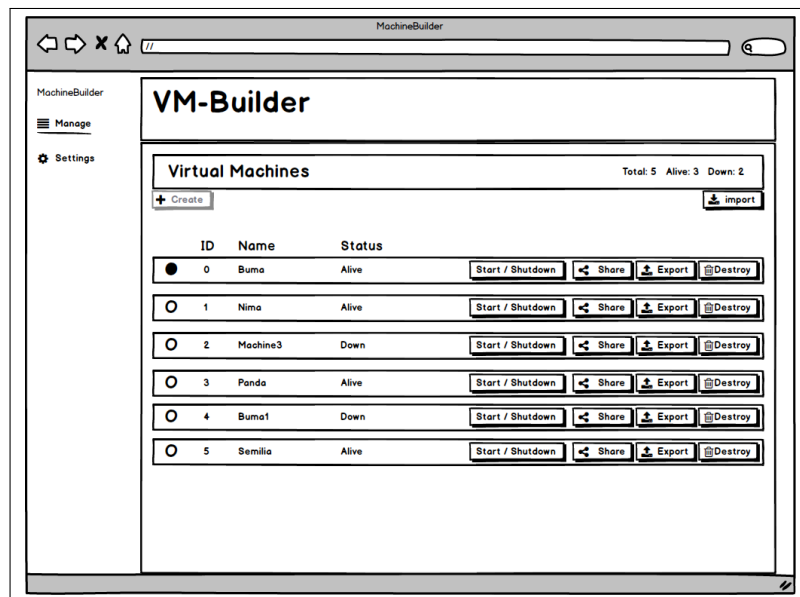 MachineBuilder
//
MachineBuilder
Manage
Settings
VM-Builder
Virtual Machines Total: 5 Alive: 3 Down: 2
Create import
ID Name Status
0 Buma Alive Start / Shutdown Share Export Destroy
1 Nima Alive Start / Shutdown Share Export Destroy
2 Machine3 Down Start / Shutdown Share Export Destroy
3 Panda Alive Start / Shutdown Share Export Destroy
4 Buma1 Down Start / Shutdown Share Export Destroy
5 Semilia Alive Start / Shutdown Share Export Destroy